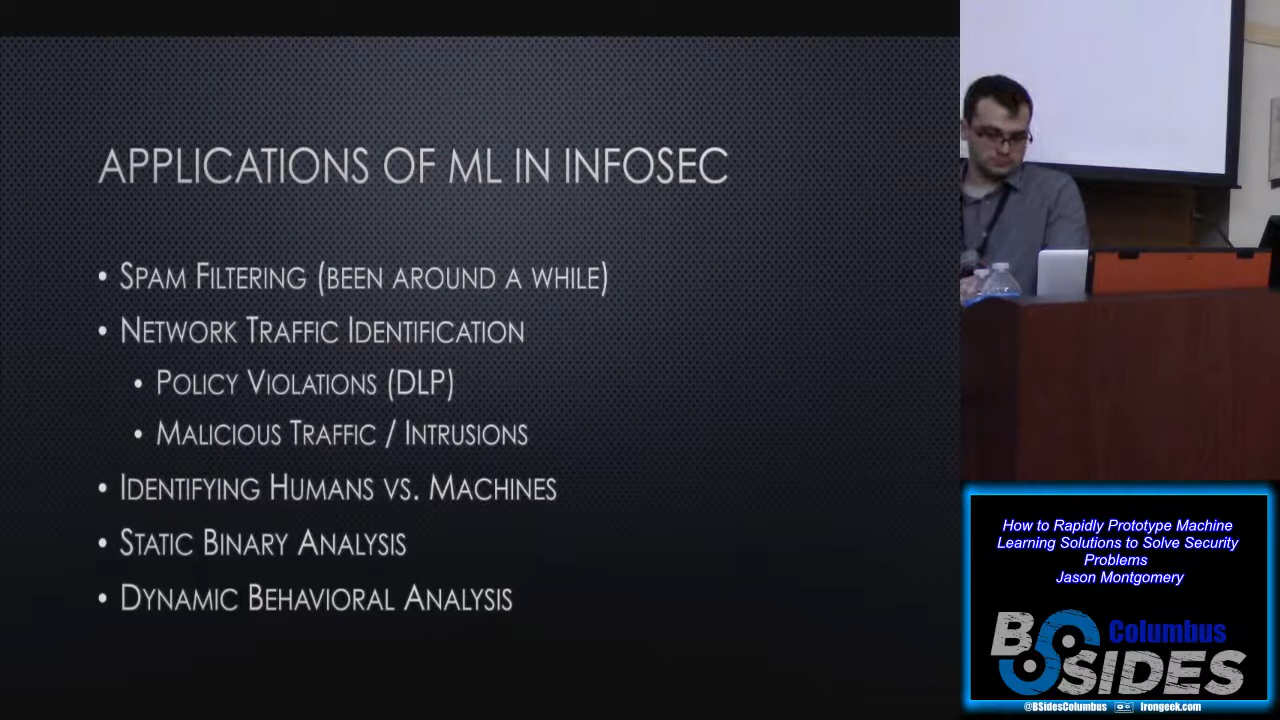 APPLICATIONS OF ML IN INFOSEC
• SPAM FILTERING (BEEN AROUND A WHILE)
• NETWORK TRAFFIC IDENTIFICATION
• POLICY VIOLATIONS (DLP)
• MALICIOUS TRAFFIC / INTRUSIONS
• IDENTIFYING HUMANS VS. MACHINES
• STATIC BINARY ANALYSIS
• DYNAMIC BEHAVIORAL ANALYSIS
How to Rapidly Prototype Machine
Learning Solutions to Solve Security
Problems
Jason Montgomery
BSIDES
Columbus
@BSidesColumbus Irongeek.com